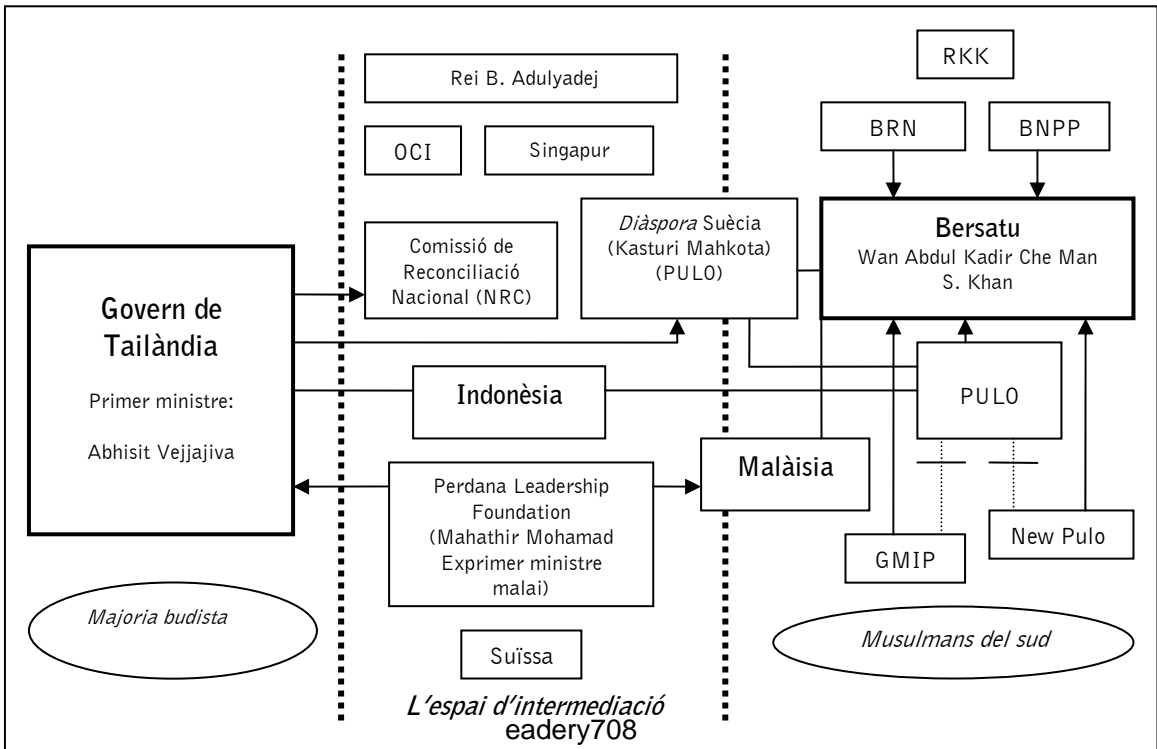 RKK
Rei B. Adulyadej
BRN
BNPP
OCI
Singapur
Diàspora Suècia
(Kasturi Mahkota)
(PULO)
Bersatu
Wan Abdul Kadir Che Man
S. Khan
Comissió de
Reconciliació
Nacional (NRC)
Govern de
Tailàndia
Primer ministre:
Abhisit Vejjajiva
Indonèsia
PULO
Malàisia
Perdana Leadership
Foundation
(Mahathir Mohamad
Exprimer ministre
malai)
New Pulo
GMIP
Majoria budista
Musulmans del sud
Suïssa
L'espai d'intermediació
eadery708